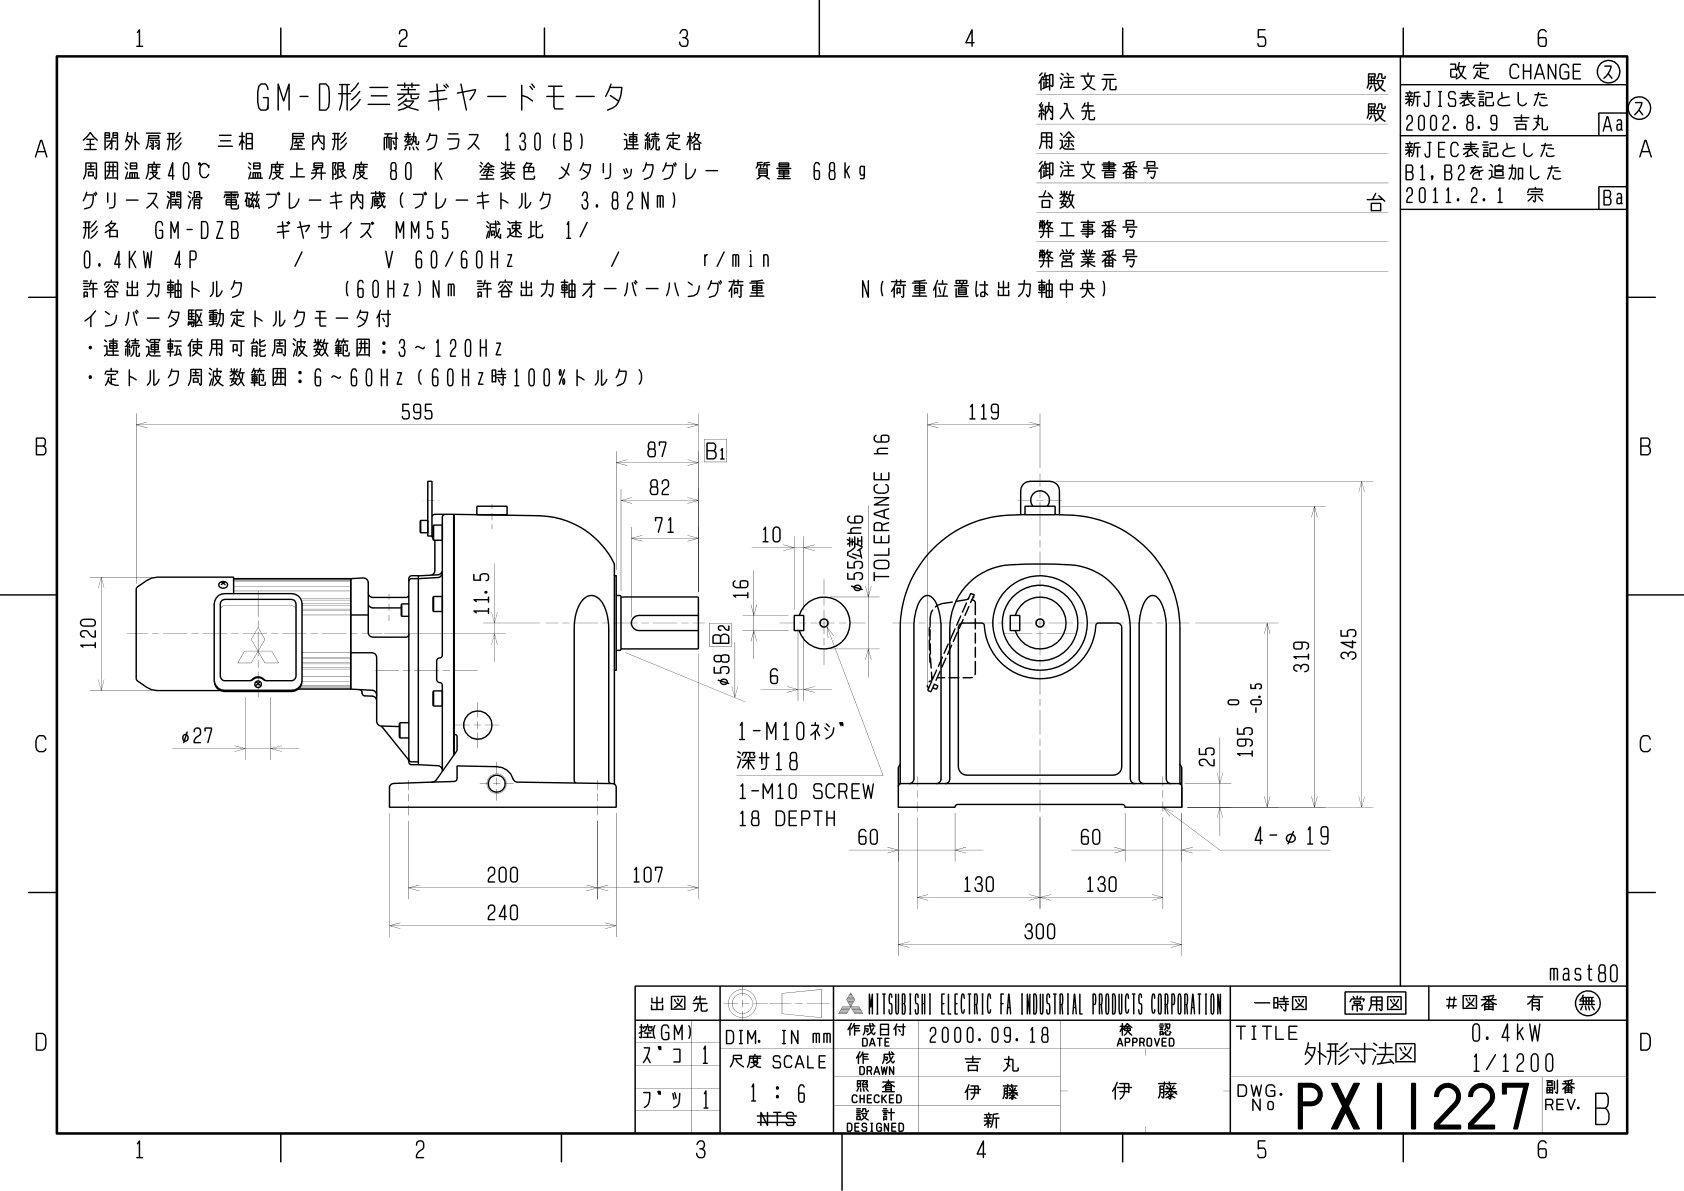 1 2 3 4 5 6
A
B
C
D
GM-D形三菱ギヤードモータ
全閉外扇形 三相 屋内形 耐熱クラス 130(B) 連続定格
周囲温度40℃ 温度上昇限度 80 K 塗装色 メタリックグレー 質量 68kg
グリース潤滑 電磁ブレーキ内蔵(ブレーキトルク 3.82Nm)
形名 GM-DZB ギヤサイズ MM55 減速比 1/
0.4KW 4P / V 60/60Hz / r/min
許容出力軸トルク (60Hz)Nm 許容出力軸オーバーハング荷重 N(荷重位置は出力軸中央)
インバータ駆動定トルクモータ付
・連続運転使用可能周波数範囲：3~120Hz
・定トルク周波数範囲：6~60Hz(60Hz時100%トルク)
御注文元 殿
納入先 殿
用途
御注文書番号
台数 台
弊工事番号
弊営業番号
改定 CHANGE ス
新JIS表記とした
2002.8.9 吉丸 Aa
新JEC表記とした
B1,B2を追加した
2011.2.1 宗 Ba
ス
A
B
C
D
595
87 B1
82
71
11.5
120
φ27
φ58 B2
200 107
240
10
16
6
φ55公差h6
TOLERANCE h6
1-M10ネジ
深サ18
1-M10 SCREW
18 DEPTH
119
345
319
195 0 -0.5
25
60 60
4-φ19
130 130
300
mast80
出図先
控(GM)
ズコ 1
ブツ 1
DIM. IN mm
尺度 SCALE
1 : 6
NTS
MITSUBISHI ELECTRIC FA INDUSTRIAL PRODUCTS CORPORATION
作成日付 DATE 2000.09.18
作成 DRAWN 吉丸
照査 CHECKED 伊藤
設計 DESIGNED 新
検認 APPROVED
伊藤
一時図 常用図 #図番 有 無
TITLE 0.4kW
外形寸法図 1/1200
DWG. No PX11227 副番 REV. B
1 2 3 4 5 6